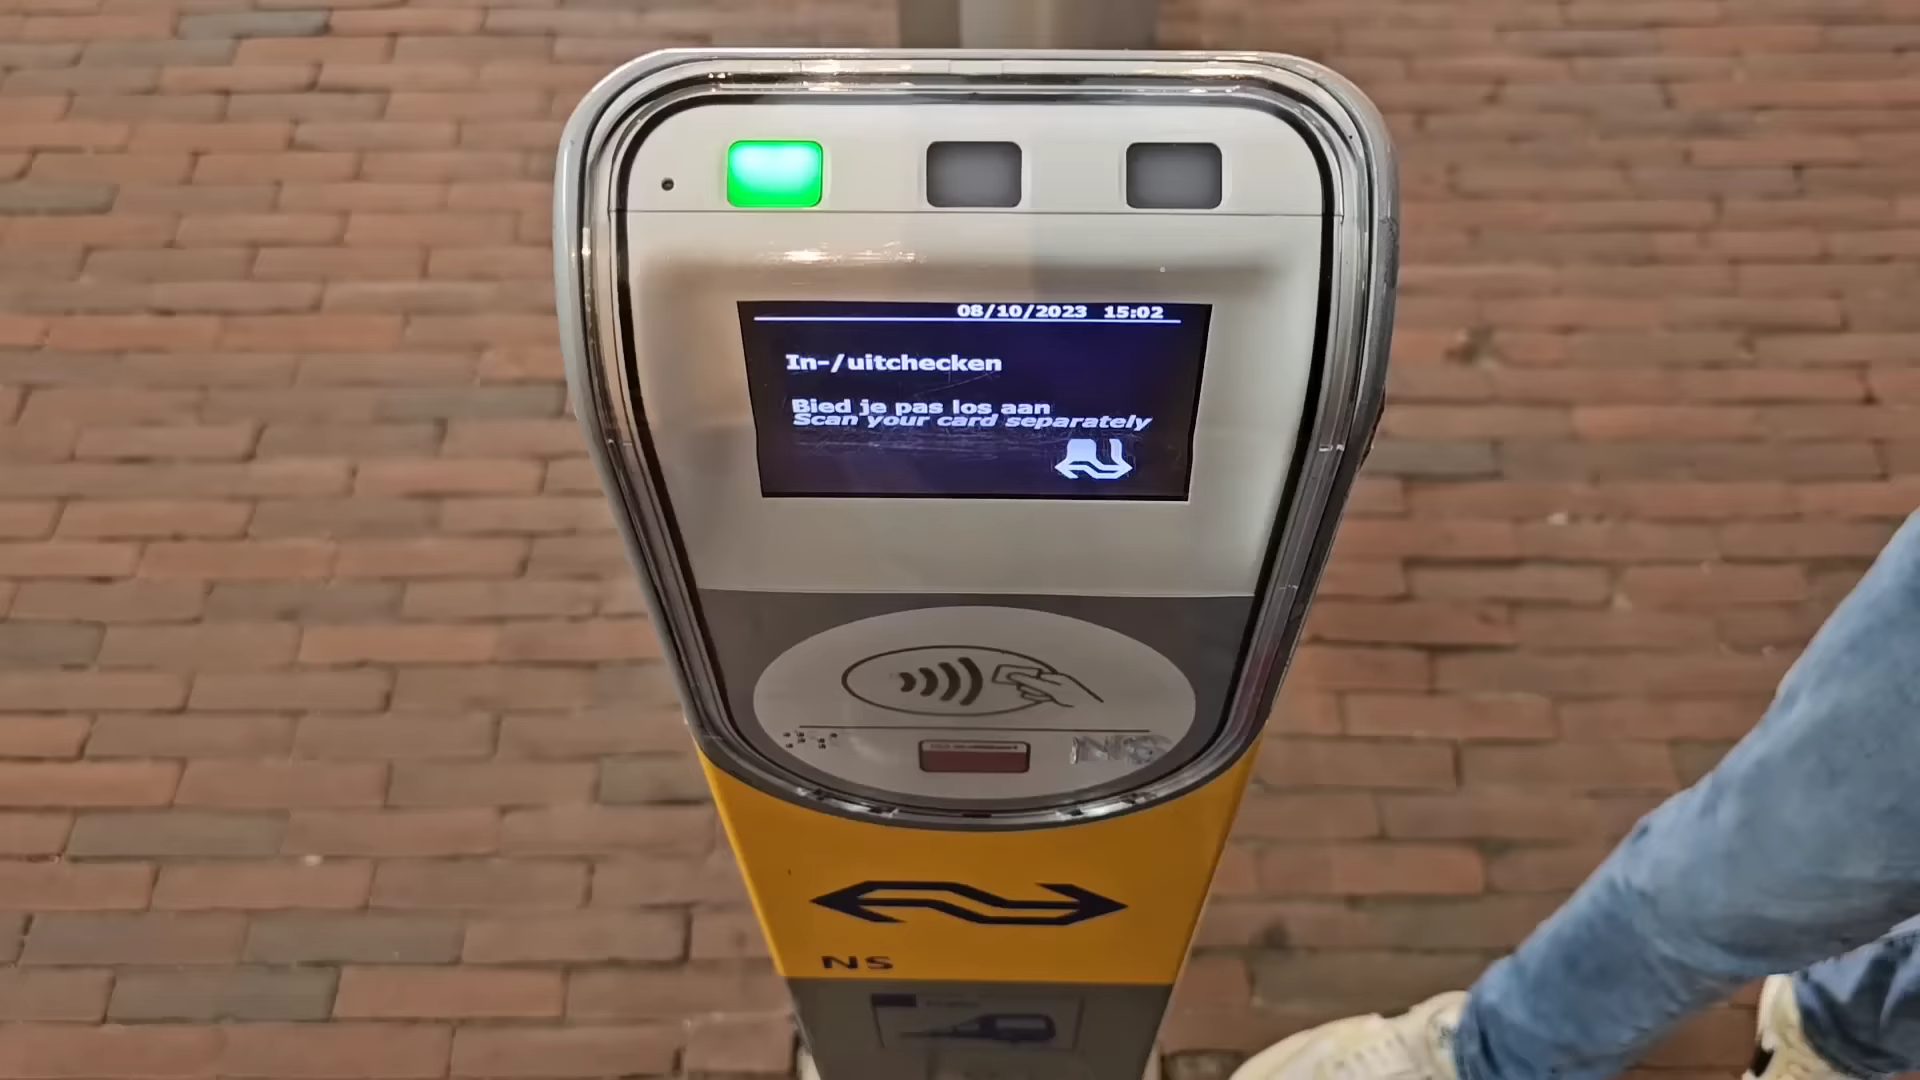 08/10/2023 15:02
In-/uitchecken
Bied je pas los aan
Scan your card separately
NS